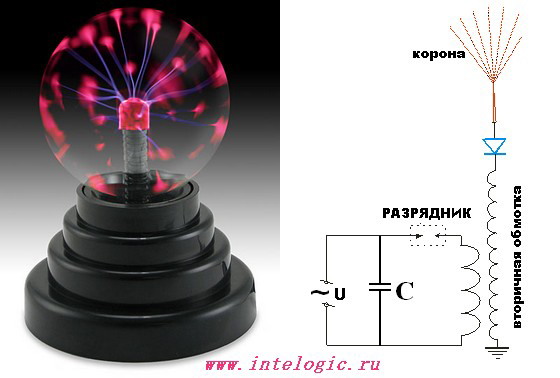 корона
РАЗРЯДНИК
~ U
C
вторичная обмотка
www.intelogic.ru